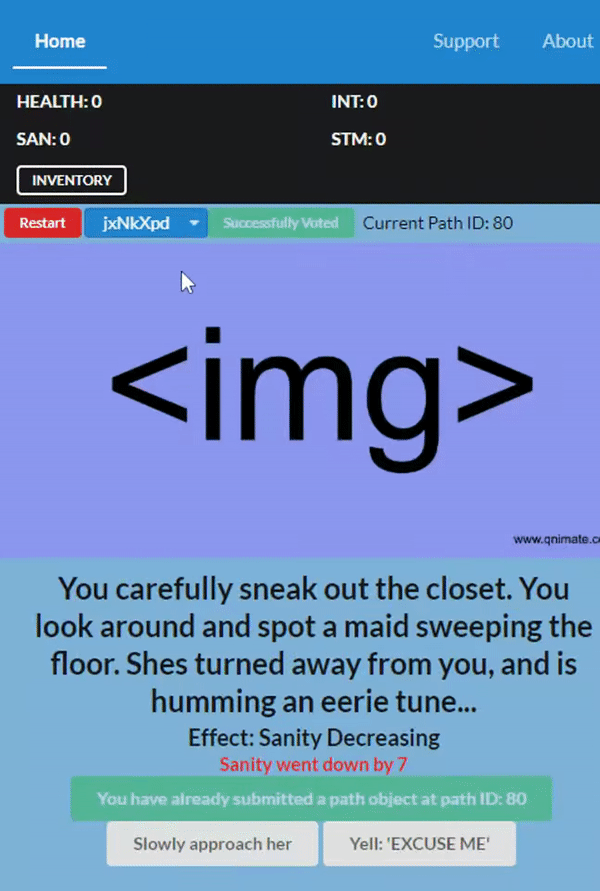 Home Support About
HEALTH: 0 INT: 0
SAN: 0 STM: 0
INVENTORY
Restart jxNkXpd Successfully Voted Current Path ID: 80
<img>
www.qnimate.c
You carefully sneak out the closet. You
look around and spot a maid sweeping the
floor. Shes turned away from you, and is
humming an eerie tune...
Effect: Sanity Decreasing
Sanity went down by 7
You have already submitted a path object at path ID: 80
Slowly approach her Yell: 'EXCUSE ME'